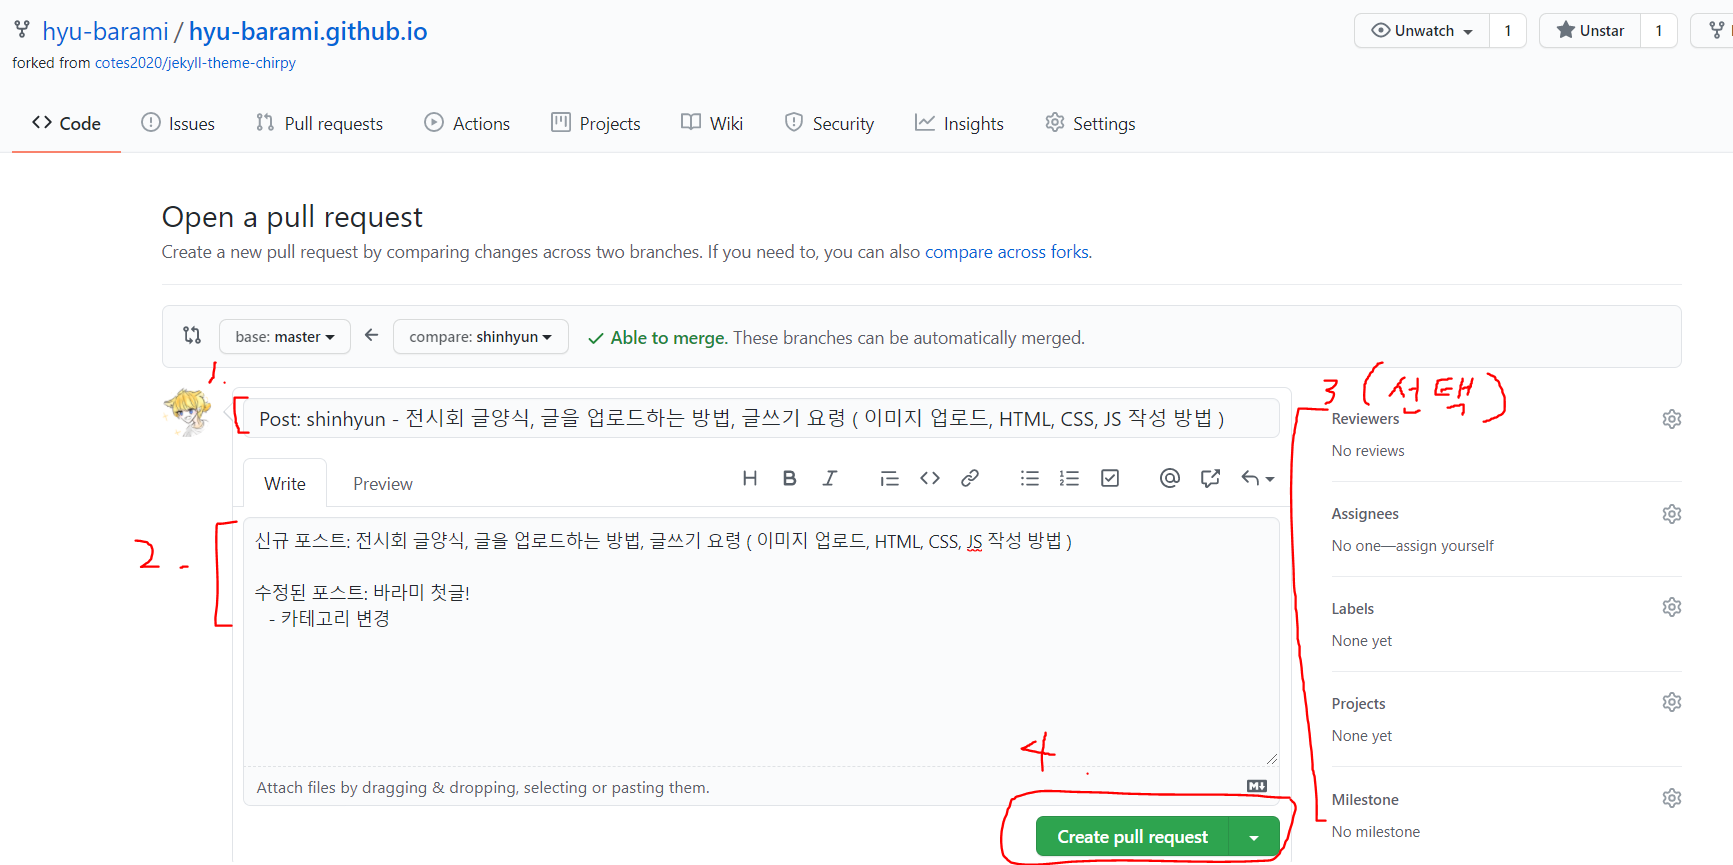 hyu-barami / hyu-barami.github.io
Unwatch 1
Unstar 1
forked from cotes2020/jekyll-theme-chirpy
Code Issues Pull requests Actions Projects Wiki Security Insights Settings
Open a pull request
Create a new pull request by comparing changes across two branches. If you need to, you can also compare across forks.
base: master compare: shinhyun Able to merge. These branches can be automatically merged.
1.
Post: shinhyun - 전시회 글양식, 글을 업로드하는 방법, 글쓰기 요령 ( 이미지 업로드, HTML, CSS, JS 작성 방법 )
Write Preview
2.
신규 포스트: 전시회 글양식, 글을 업로드하는 방법, 글쓰기 요령 ( 이미지 업로드, HTML, CSS, JS 작성 방법 )
수정된 포스트: 바라미 첫글!
- 카테고리 변경
Attach files by dragging & dropping, selecting or pasting them.
4.
Create pull request
3 (선택)
Reviewers
No reviews
Assignees
No one—assign yourself
Labels
None yet
Projects
None yet
Milestone
No milestone